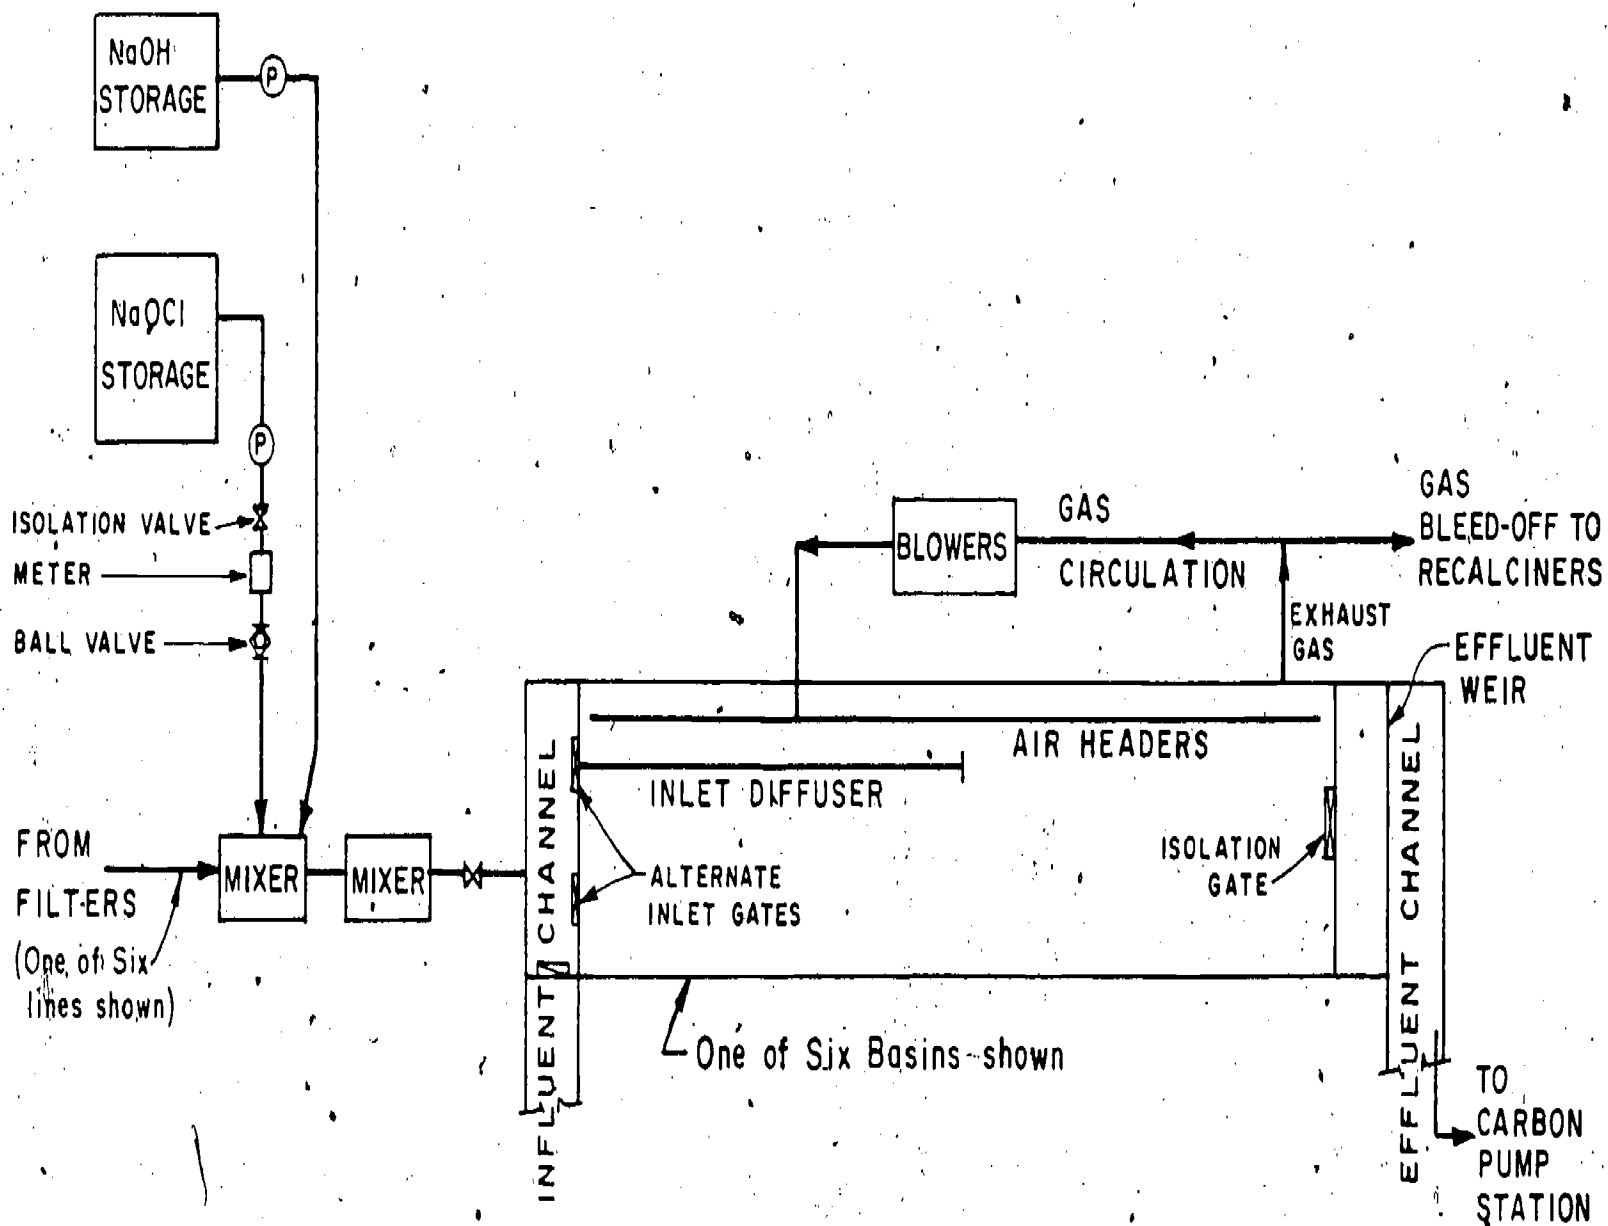 NaOH
STORAGE
P
NaOCl
STORAGE
P
ISOLATION VALVE
METER
BALL VALVE
FROM
FILTERS
(One of Six
lines shown)
MIXER
MIXER
INFLUENT CHANNEL
BLOWERS
GAS
CIRCULATION
GAS
BLEED-OFF TO
RECALCINERS
EXHAUST
GAS
EFFLUENT
WEIR
AIR HEADERS
INLET DIFFUSER
ALTERNATE
INLET GATES
ISOLATION
GATE
EFFLUENT CHANNEL
One of Six Basins shown
TO
CARBON
PUMP
STATION